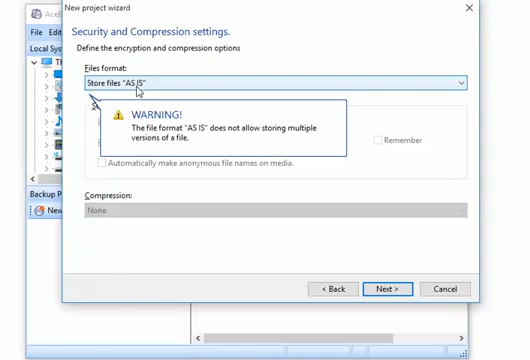 AceB
New project wizard
File
Edit
Local Sys
Security and Compression settings.
Define the encryption and compression options
Files format:
Store files "AS IS"
WARNING!
The file format "AS IS" does not allow storing multiple
versions of a file.
Remember
Automatically make anonymous file names on media.
Backup P
Compression:
New
None
< Back
Next >
Cancel